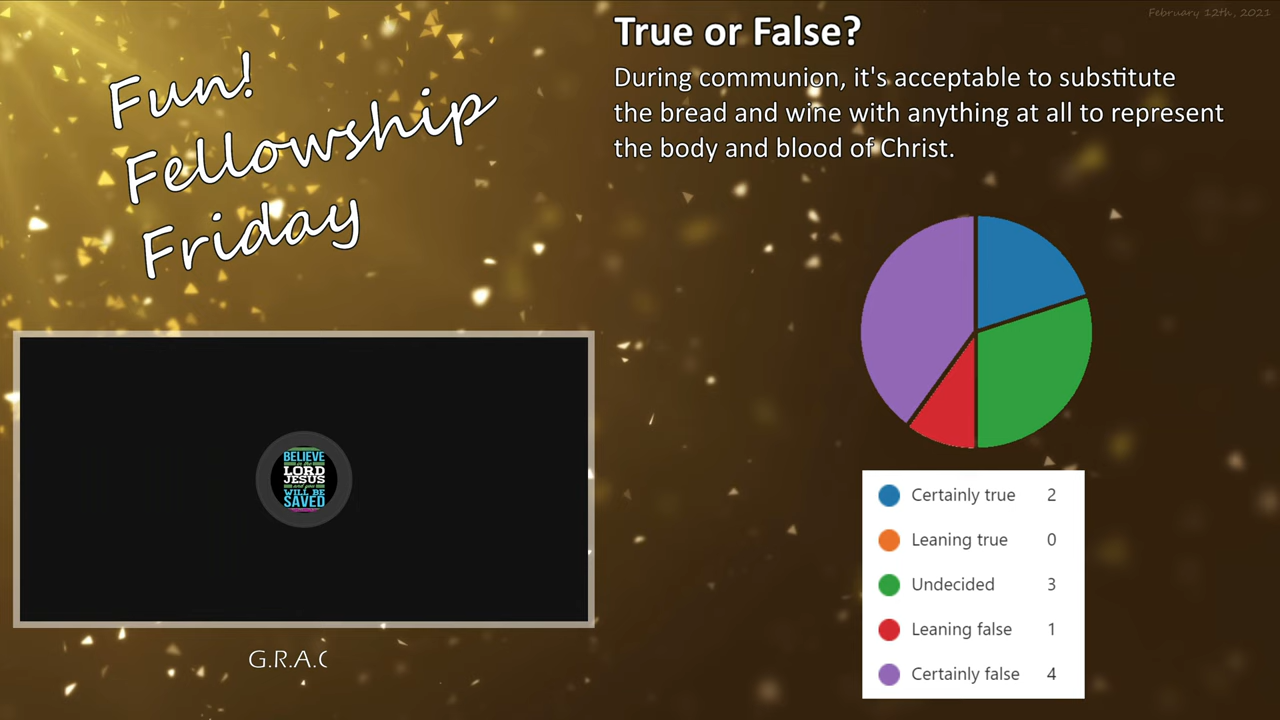 February 12th, 2021
Fun!
Fellowship
Friday
True or False?
During communion, it's acceptable to substitute
the bread and wine with anything at all to represent
the body and blood of Christ.
BELIEVE
LORD
JESUS
and you
WILL BE
SAVED
G.R.A.C
Certainly true 2
Leaning true 0
Undecided 3
Leaning false 1
Certainly false 4